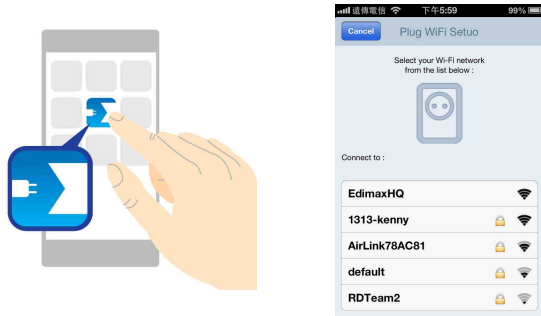 遠傳電信 下午5:59 99%
Cancel Plug WiFi Setuo
Select your Wi-Fi network
from the list below :
Connect to :
EdimaxHQ
1313-kenny
AirLink78AC81
default
RDTeam2